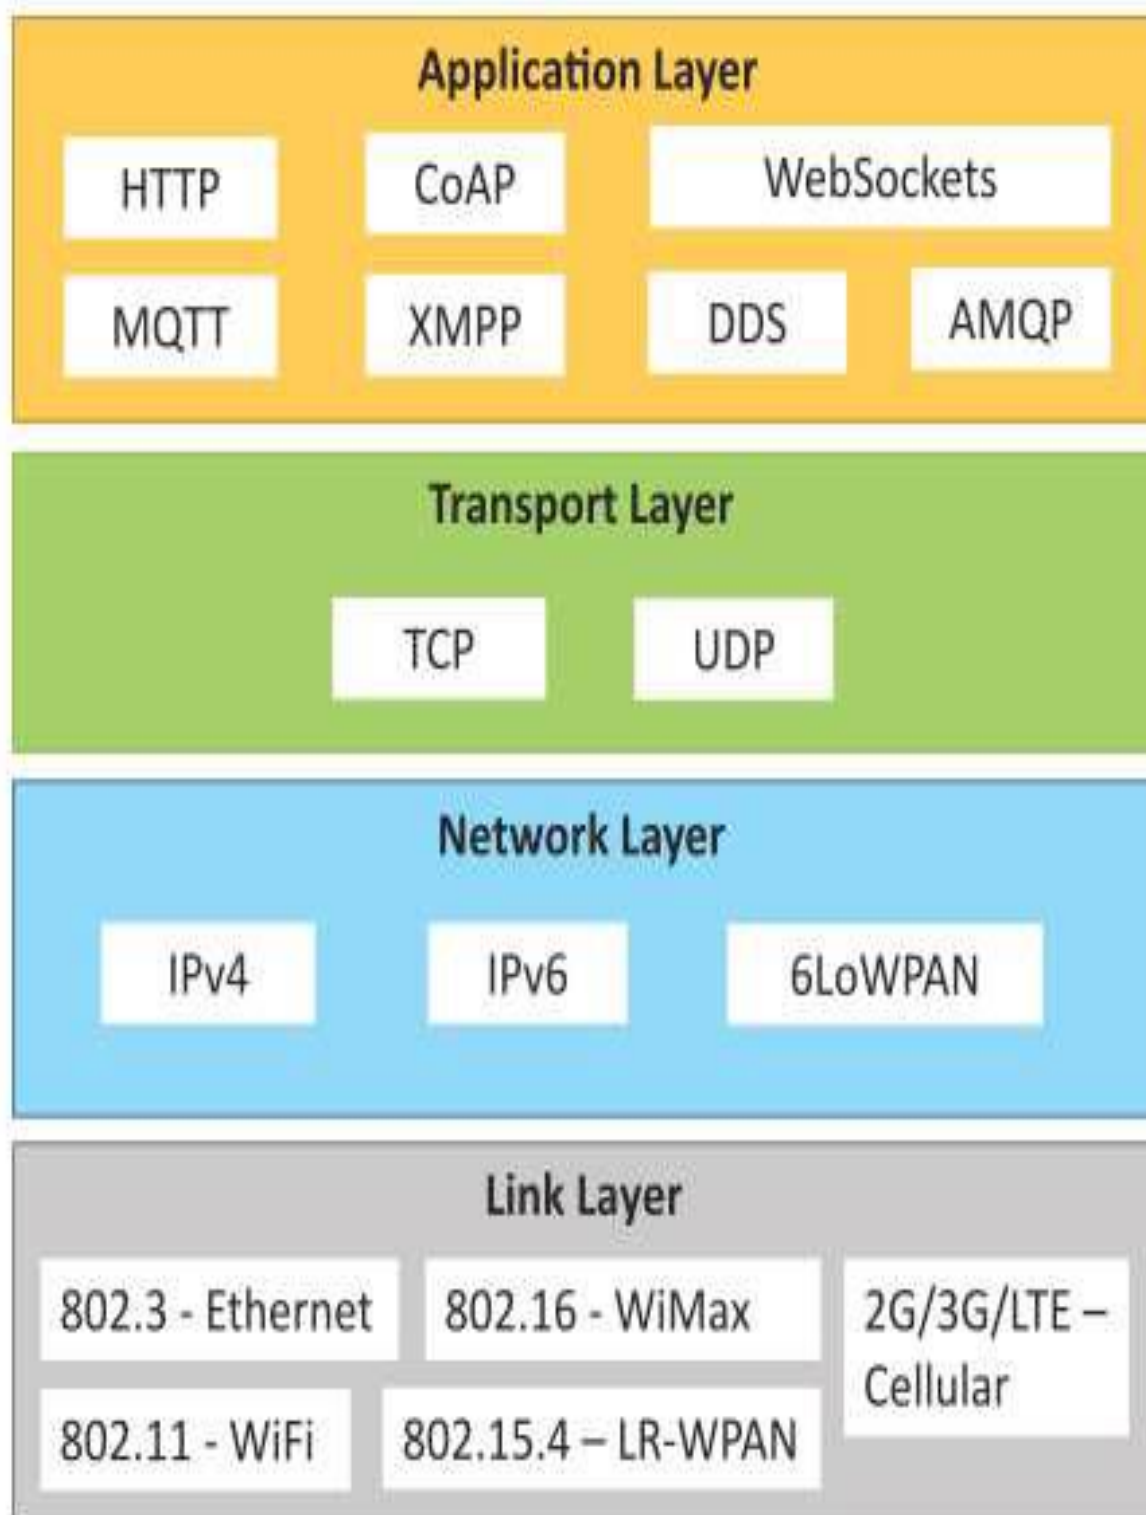 Application Layer
HTTP
CoAP
WebSockets
MQTT
XMPP
DDS
AMQP
Transport Layer
TCP
UDP
Network Layer
IPv4
IPv6
6LoWPAN
Link Layer
802.3 - Ethernet
802.16 - WiMax
2G/3G/LTE –
Cellular
802.11 - WiFi
802.15.4 – LR-WPAN